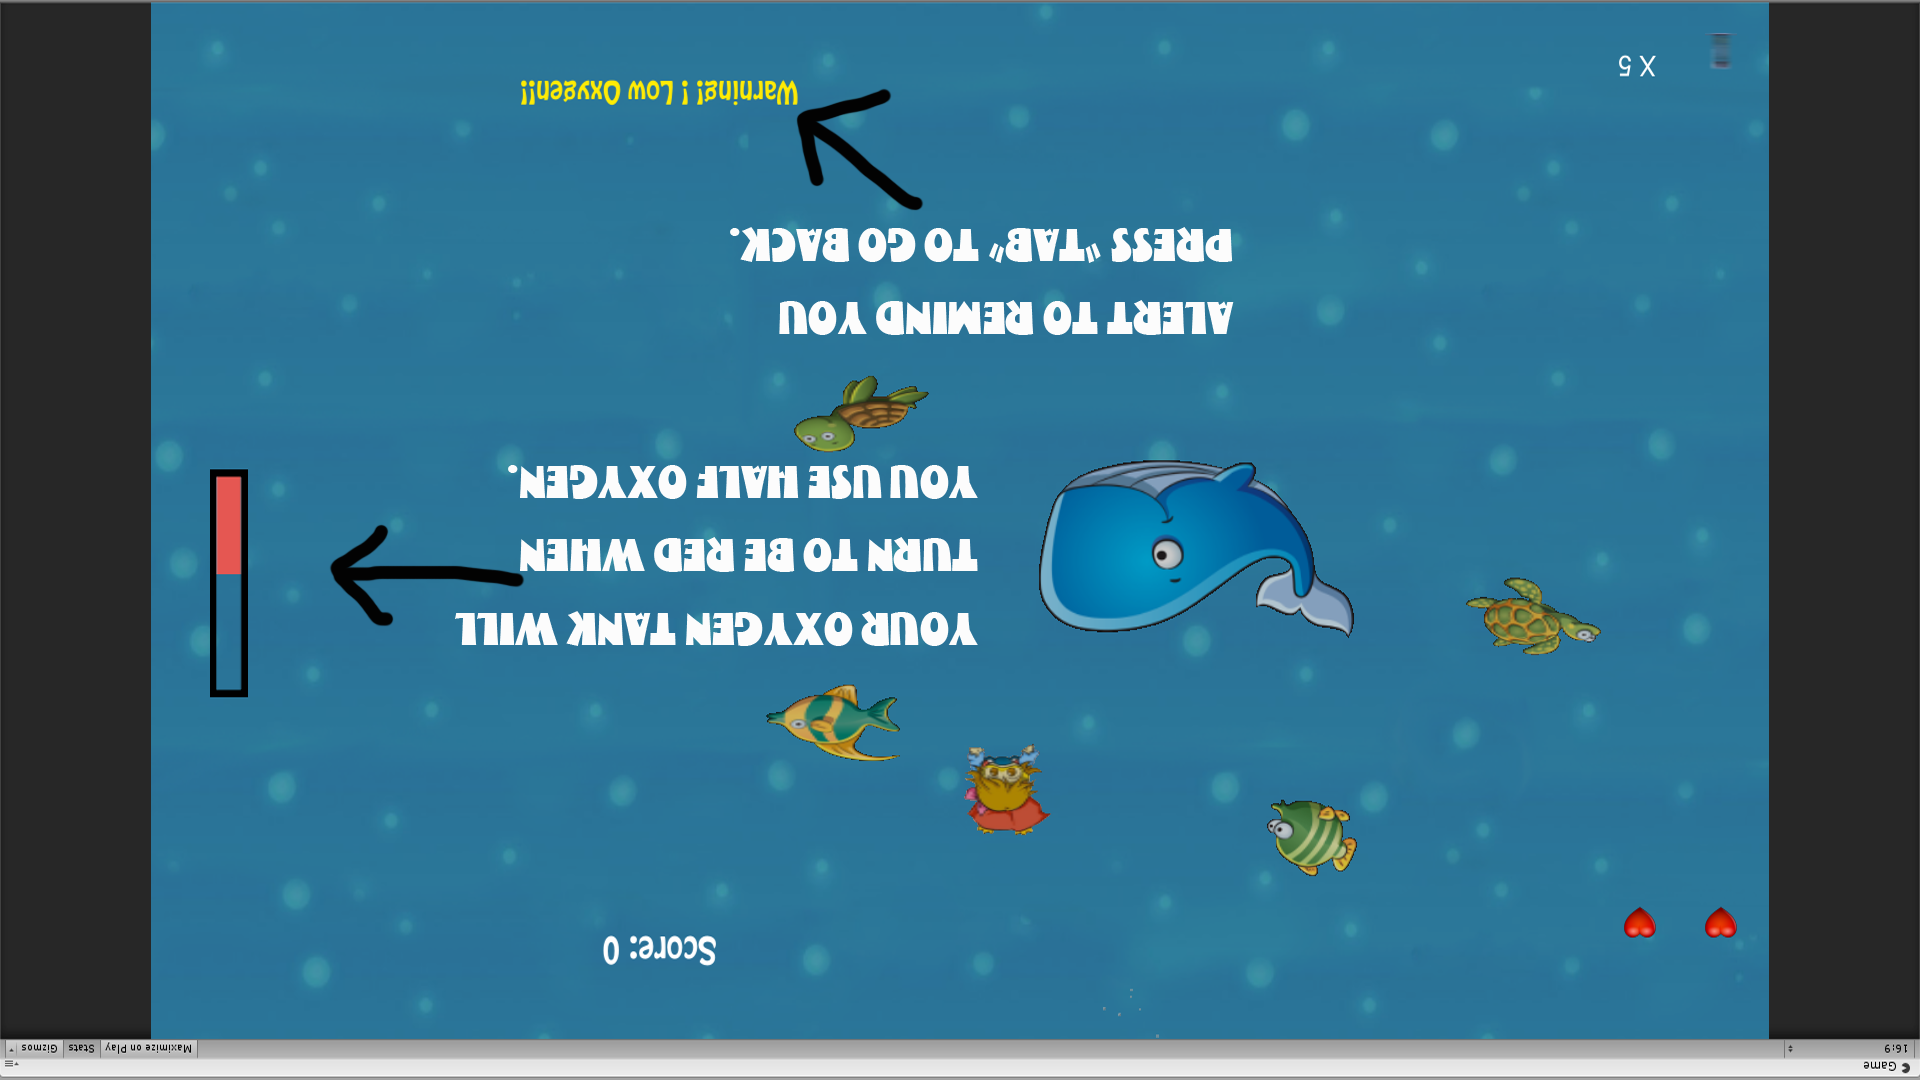 Game
16:9
Maximize on Play
Stats
Gizmos
Score: 0
YOUR OXYGEN TANK WILL
TURN TO BE RED WHEN
YOU USE HALF OXYGEN.
ALERT TO REMIND YOU
PRESS "TAB" TO GO BACK.
Warning! ! Low Oxygen!!
X 5